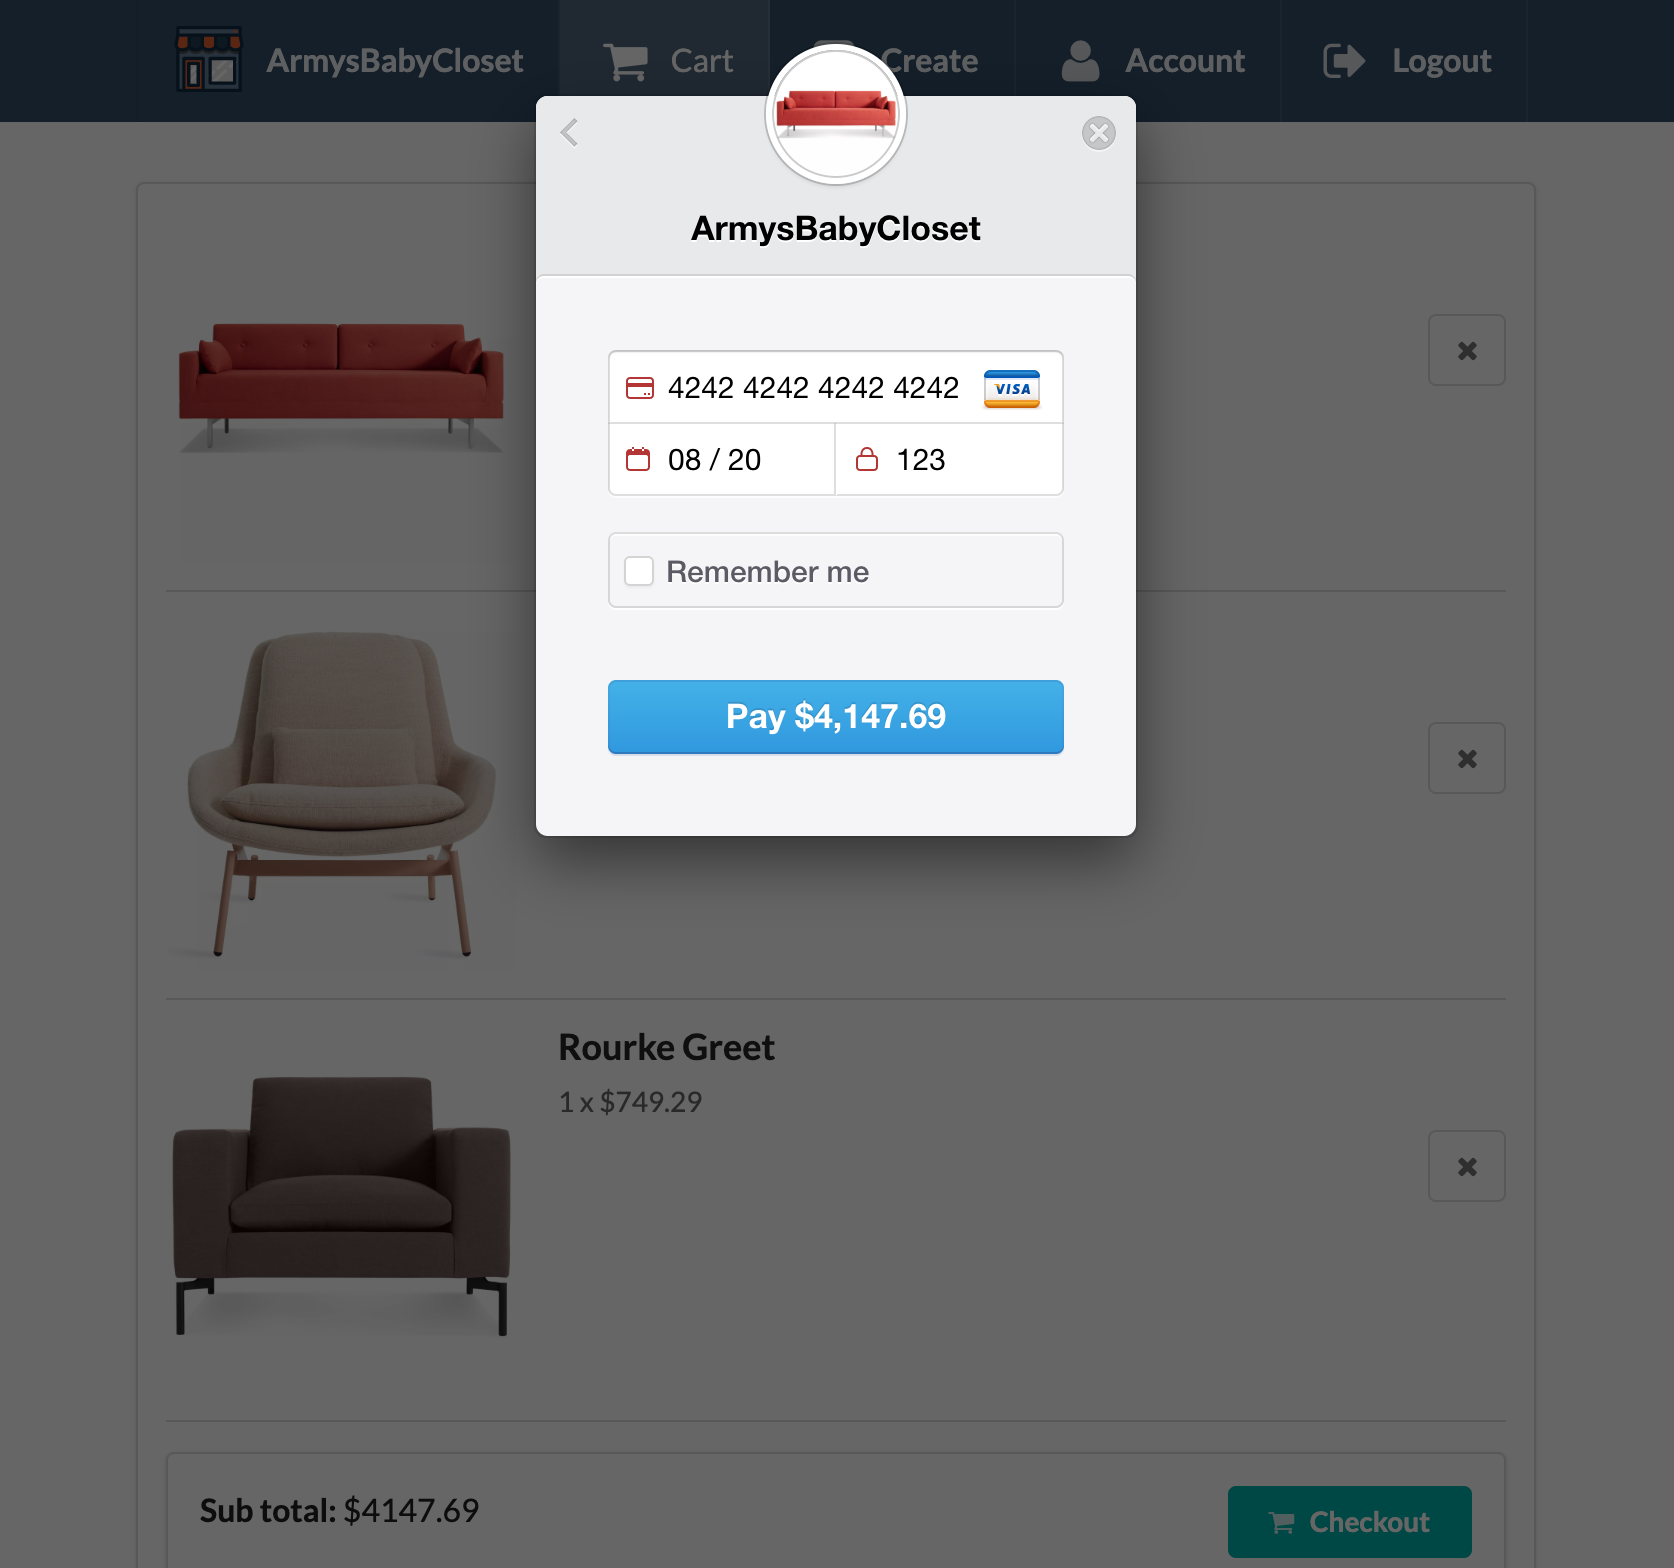 ArmysBabyCloset Cart Create Account Logout
ArmysBabyCloset
4242 4242 4242 4242 VISA
08 / 20 123
Remember me
Pay $4,147.69
Rourke Greet
1 x $749.29
Sub total: $4147.69 Checkout